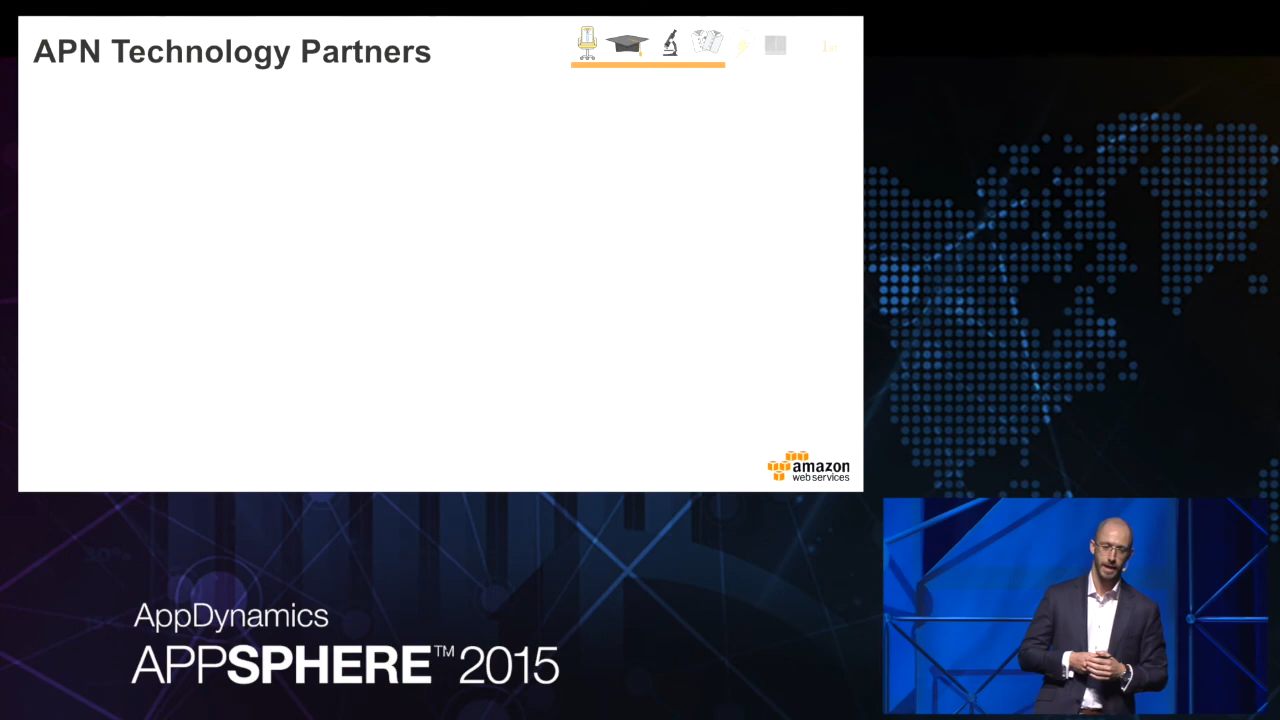 APN Technology Partners
amazon
web services
AppDynamics
APPSPHERE™ 2015